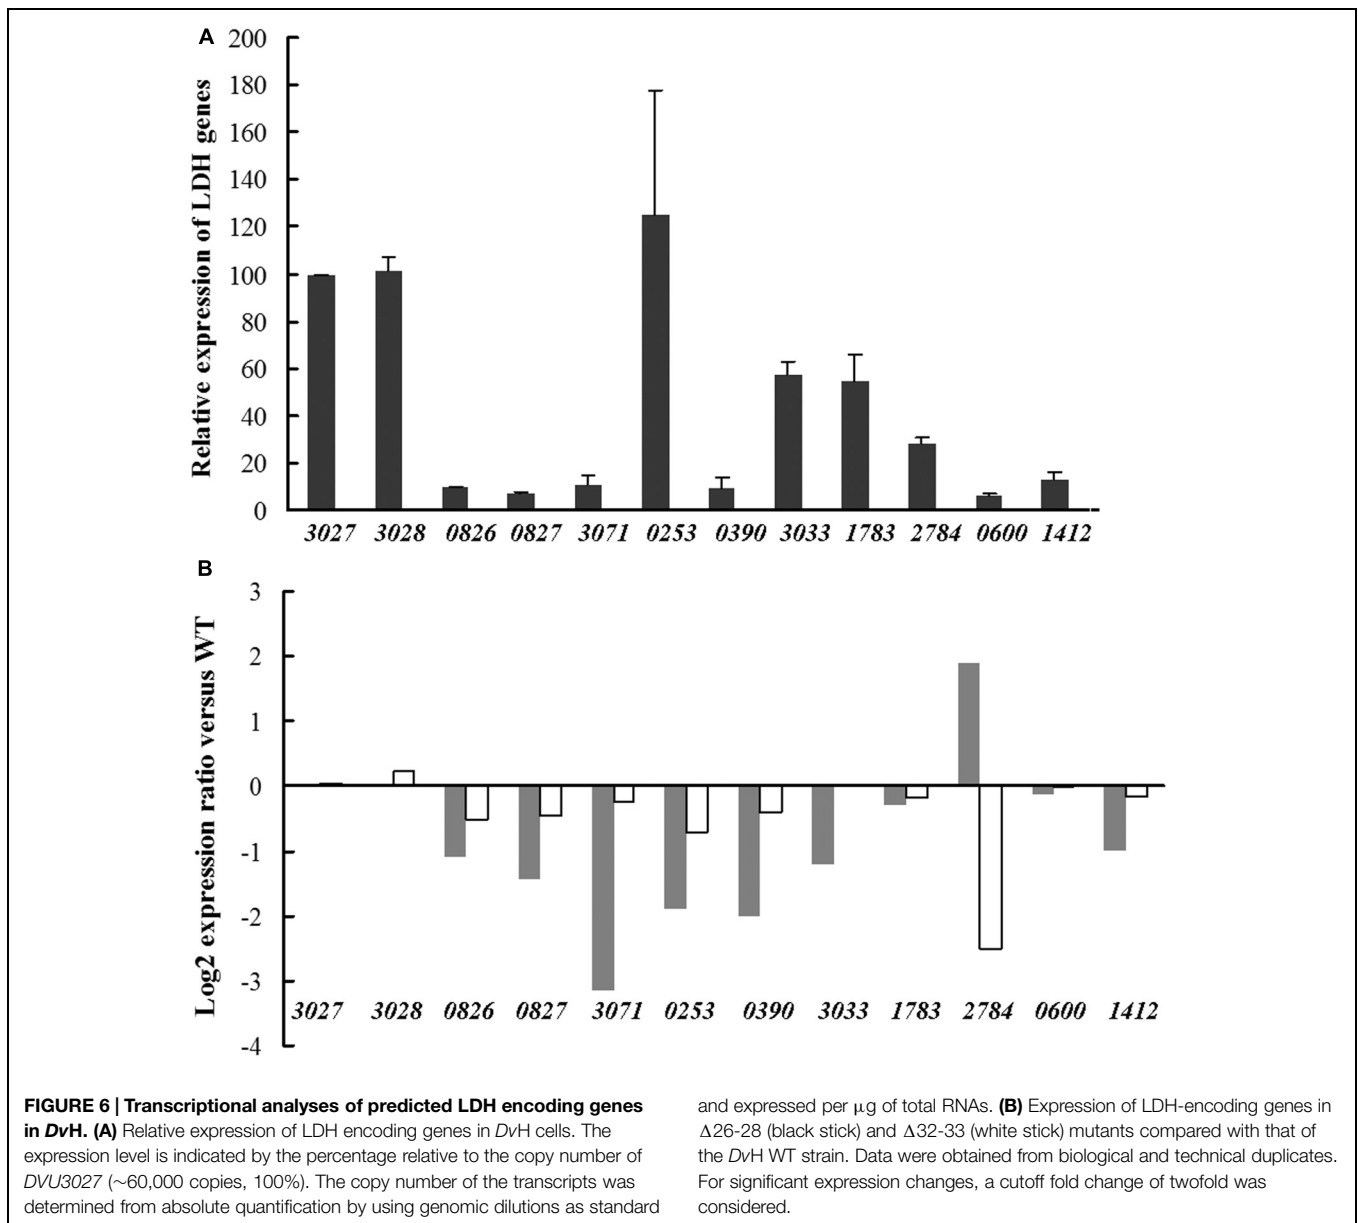 A
Relative expression of LDH genes
200
180
160
140
120
100
80
60
40
20
0
3027 3028 0826 0827 3071 0253 0390 3033 1783 2784 0600 1412
B
Log2 expression ratio versus WT
3
2
1
0
-1
-2
-3
-4
3027 3028 0826 0827 3071 0253 0390 3033 1783 2784 0600 1412
FIGURE 6 | Transcriptional analyses of predicted LDH encoding genes
in DvH. (A) Relative expression of LDH encoding genes in DvH cells. The
expression level is indicated by the percentage relative to the copy number of
DVU3027 (∼60,000 copies, 100%). The copy number of the transcripts was
determined from absolute quantification by using genomic dilutions as standard
and expressed per μg of total RNAs. (B) Expression of LDH-encoding genes in
Δ26-28 (black stick) and Δ32-33 (white stick) mutants compared with that of
the DvH WT strain. Data were obtained from biological and technical duplicates.
For significant expression changes, a cutoff fold change of twofold was
considered.